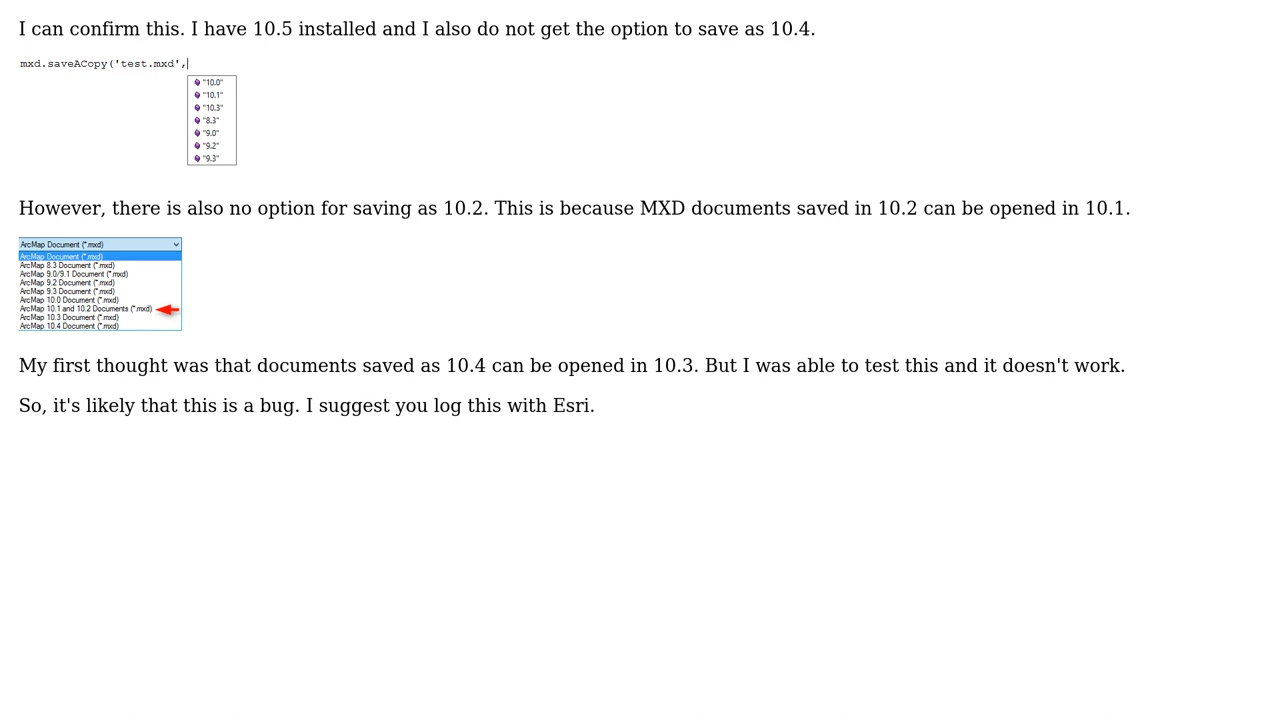 I can confirm this. I have 10.5 installed and I also do not get the option to save as 10.4.
mxd.saveACopy('test.mxd',
"10.0"
"10.1"
"10.3"
"8.3"
"9.0"
"9.2"
"9.3"
However, there is also no option for saving as 10.2. This is because MXD documents saved in 10.2 can be opened in 10.1.
ArcMap Document (*.mxd)
ArcMap Document (*.mxd)
ArcMap 8.3 Document (*.mxd)
ArcMap 9.0/9.1 Document (*.mxd)
ArcMap 9.2 Document (*.mxd)
ArcMap 9.3 Document (*.mxd)
ArcMap 10.0 Document (*.mxd)
ArcMap 10.1 and 10.2 Documents (*.mxd)
ArcMap 10.3 Document (*.mxd)
ArcMap 10.4 Document (*.mxd)
My first thought was that documents saved as 10.4 can be opened in 10.3. But I was able to test this and it doesn't work.
So, it's likely that this is a bug. I suggest you log this with Esri.